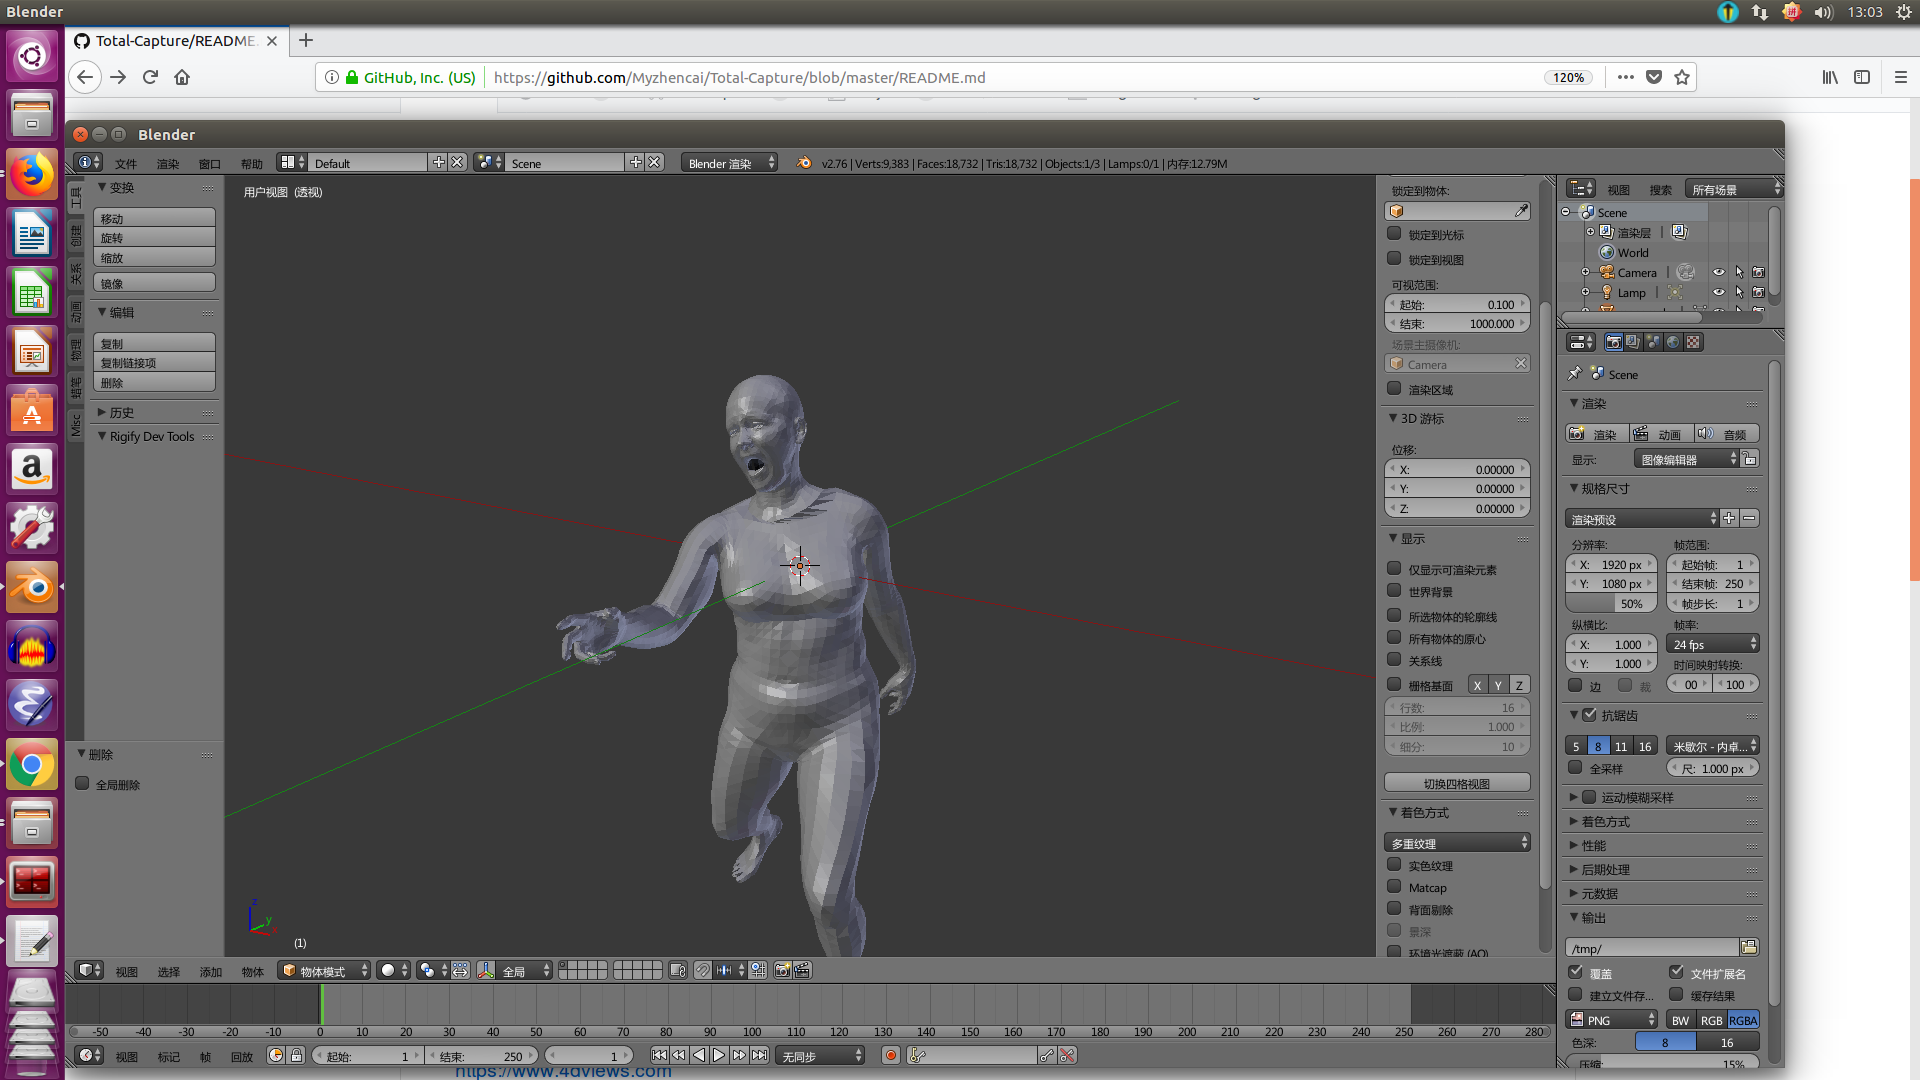 Blender
13:03
Total-Capture/README.
GitHub, Inc. (US)
https://github.com/Myzhencai/Total-Capture/blob/master/README.md
120%
Blender
文件 渲染 窗口 帮助
Default
Scene
Blender 渲染
v2.76 | Verts:9,383 | Faces:18,732 | Tris:18,732 | Objects:1/3 | Lamps:0/1 | 内存:12.79M
工具
创建
关系
动画
物理
蜡笔
Misc
变换
移动
旋转
缩放
镜像
编辑
复制
复制链接项
删除
历史
Rigify Dev Tools
删除
全局删除
用户视图 (透视)
z
y
x
(1)
锁定到物体:
锁定到光标
锁定到视图
可视范围:
起始: 0.100
结束: 1000.000
场景主摄像机:
Camera
渲染区域
3D 游标
位移:
X: 0.00000
Y: 0.00000
Z: 0.00000
显示
仅显示可渲染元素
世界背景
所选物体的轮廓线
所有物体的原心
关系线
栅格基面 X Y Z
行数: 16
比例: 1.000
细分: 10
切换四格视图
着色方式
多重纹理
实色纹理
Matcap
背面剔除
景深
环境光遮蔽 (AO)
视图 搜索 所有场景
Scene
渲染层
World
Camera
Lamp
Scene
渲染
渲染 动画 音频
显示: 图像编辑器
规格尺寸
渲染预设
分辨率: 帧范围:
X: 1920 px 起始帧: 1
Y: 1080 px 结束帧: 250
50% 帧步长: 1
纵横比: 帧率:
X: 1.000 24 fps
Y: 1.000 时间映射转换:
边 裁 00 100
抗锯齿
5 8 11 16 米歇尔 - 内卓...
全采样 尺: 1.000 px
运动模糊采样
着色方式
性能
后期处理
元数据
输出
/tmp/
覆盖 文件扩展名
建立文件存... 缓存结果
PNG BW RGB RGBA
色深: 8 16
压缩: 15%
视图 选择 添加 物体 物体模式 全局
-50 -40 -30 -20 -10 0 10 20 30 40 50 60 70 80 90 100 110 120 130 140 150 160 170 180 190 200 210 220 230 240 250 260 270 280
视图 标记 帧 回放 起始: 1 结束: 250 1 无同步
https://www.4dviews.com